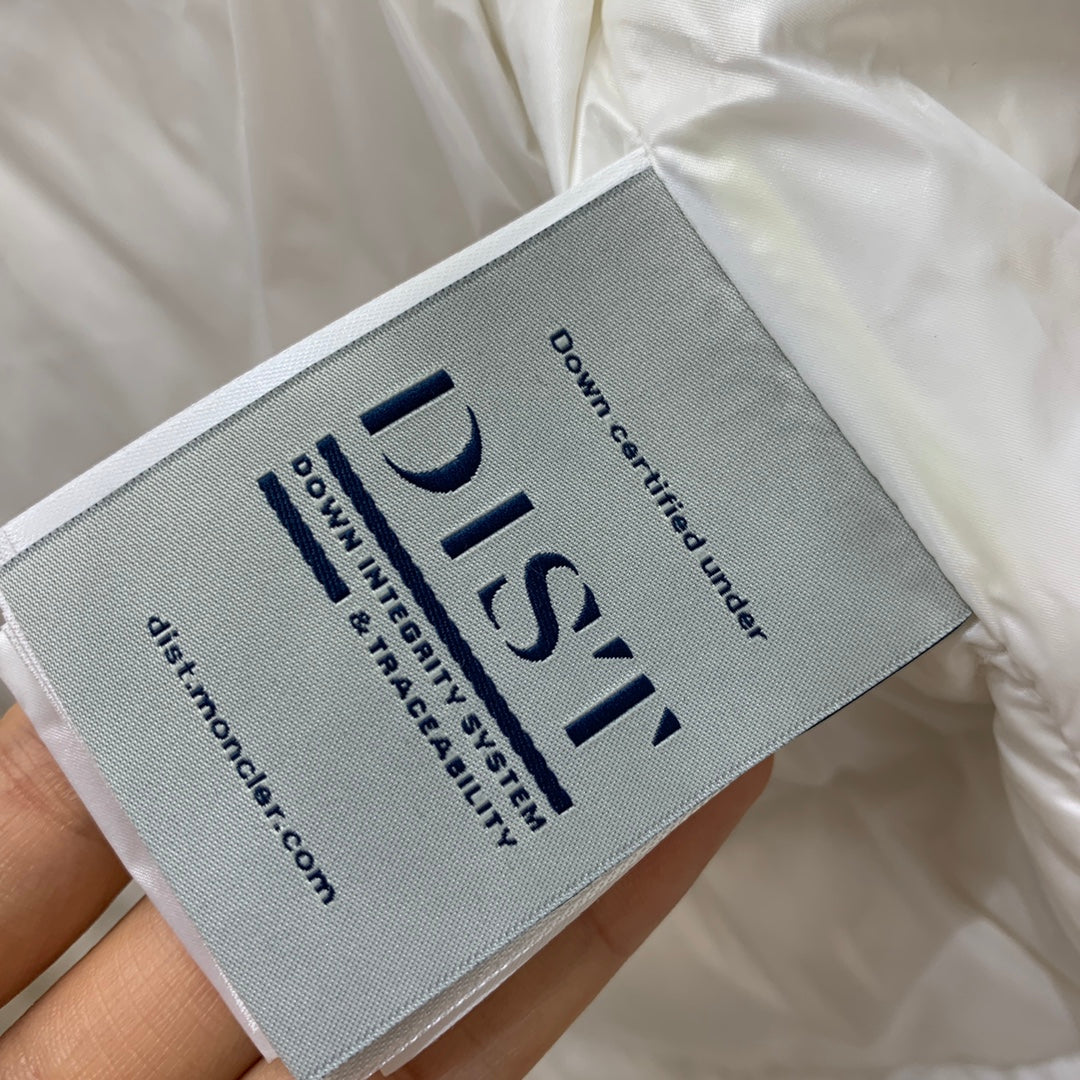 Down certified under
DIST
DOWN INTEGRITY SYSTEM
& TRACEABILITY
dist.moncler.com